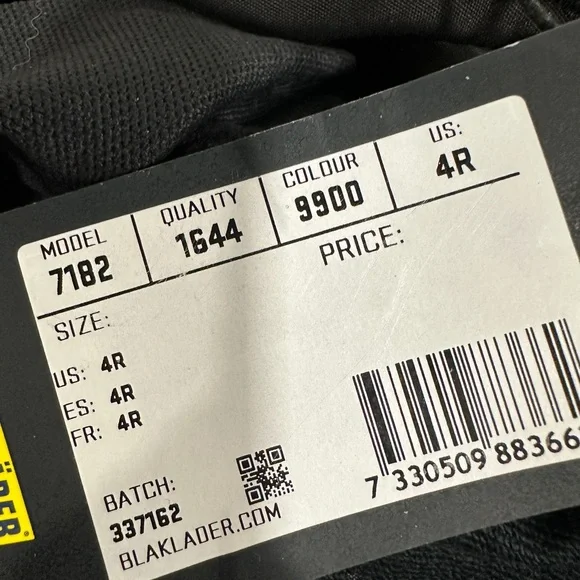 MODEL QUALITY COLOUR US:
7182 1644 9900 4R
PRICE:
SIZE:
US: 4R
ES: 4R
FR: 4R
BATCH:
337162
BLAKLADER.COM
7 330509 88366